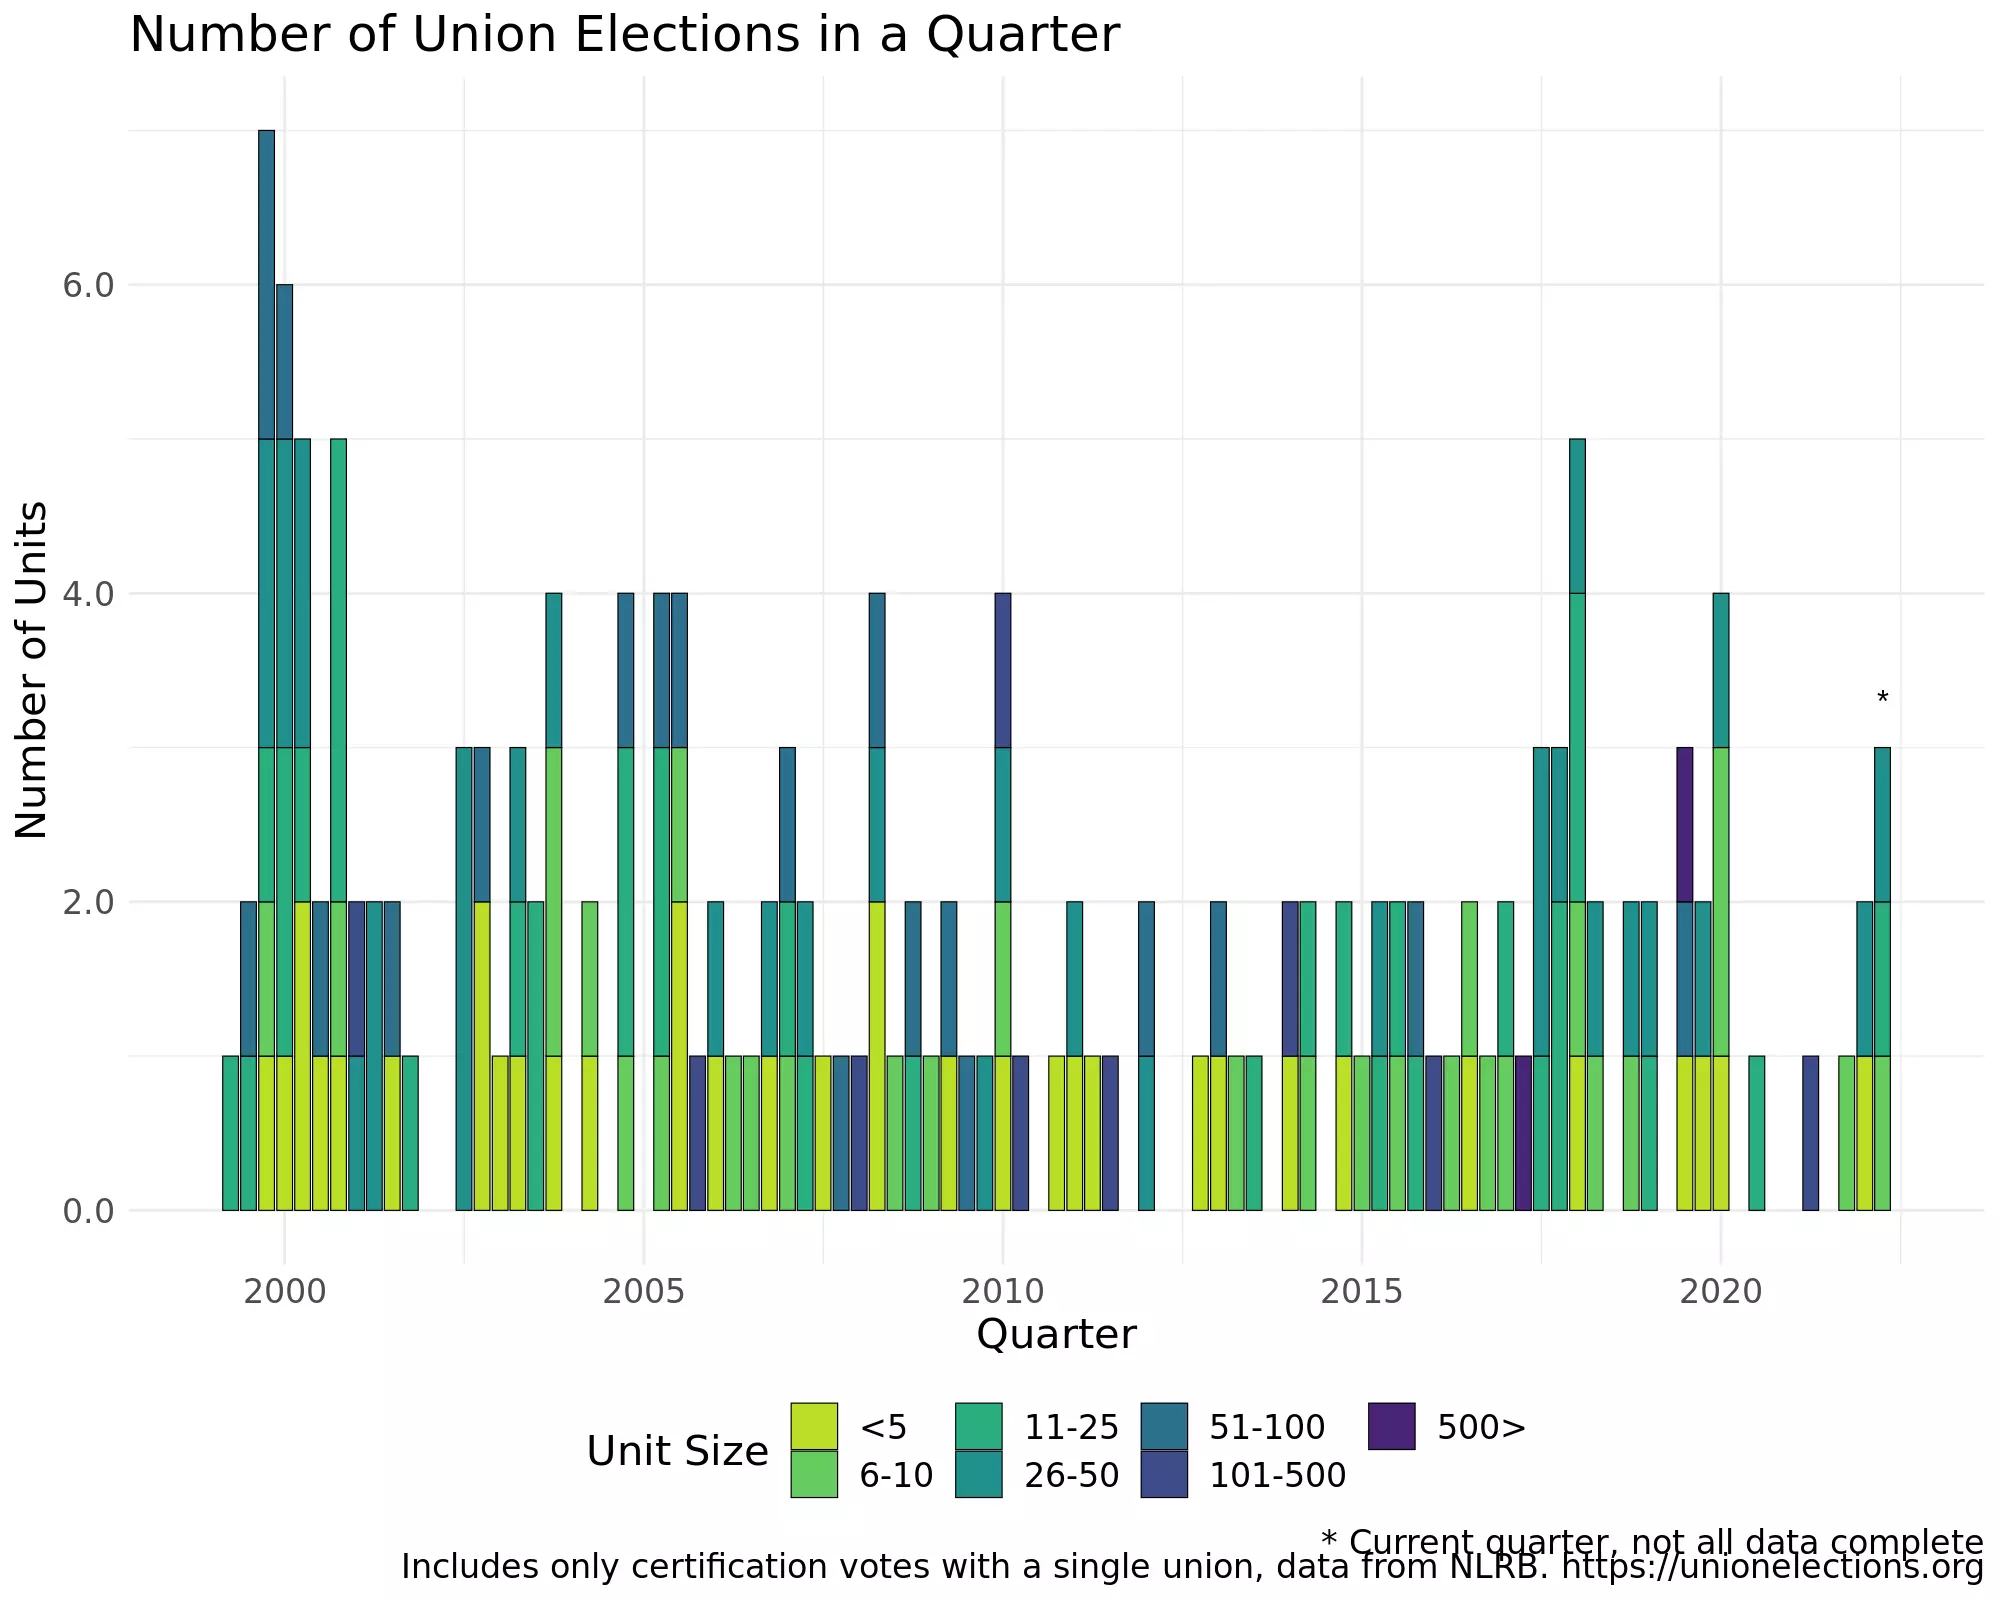 Number of Union Elections in a Quarter
Number of Units
6.0
4.0
2.0
0.0
*
2000 2005 2010 2015 2020
Quarter
Unit Size
<5 11-25 51-100 500>
6-10 26-50 101-500
* Current quarter, not all data complete
Includes only certification votes with a single union, data from NLRB. https://unionelections.org